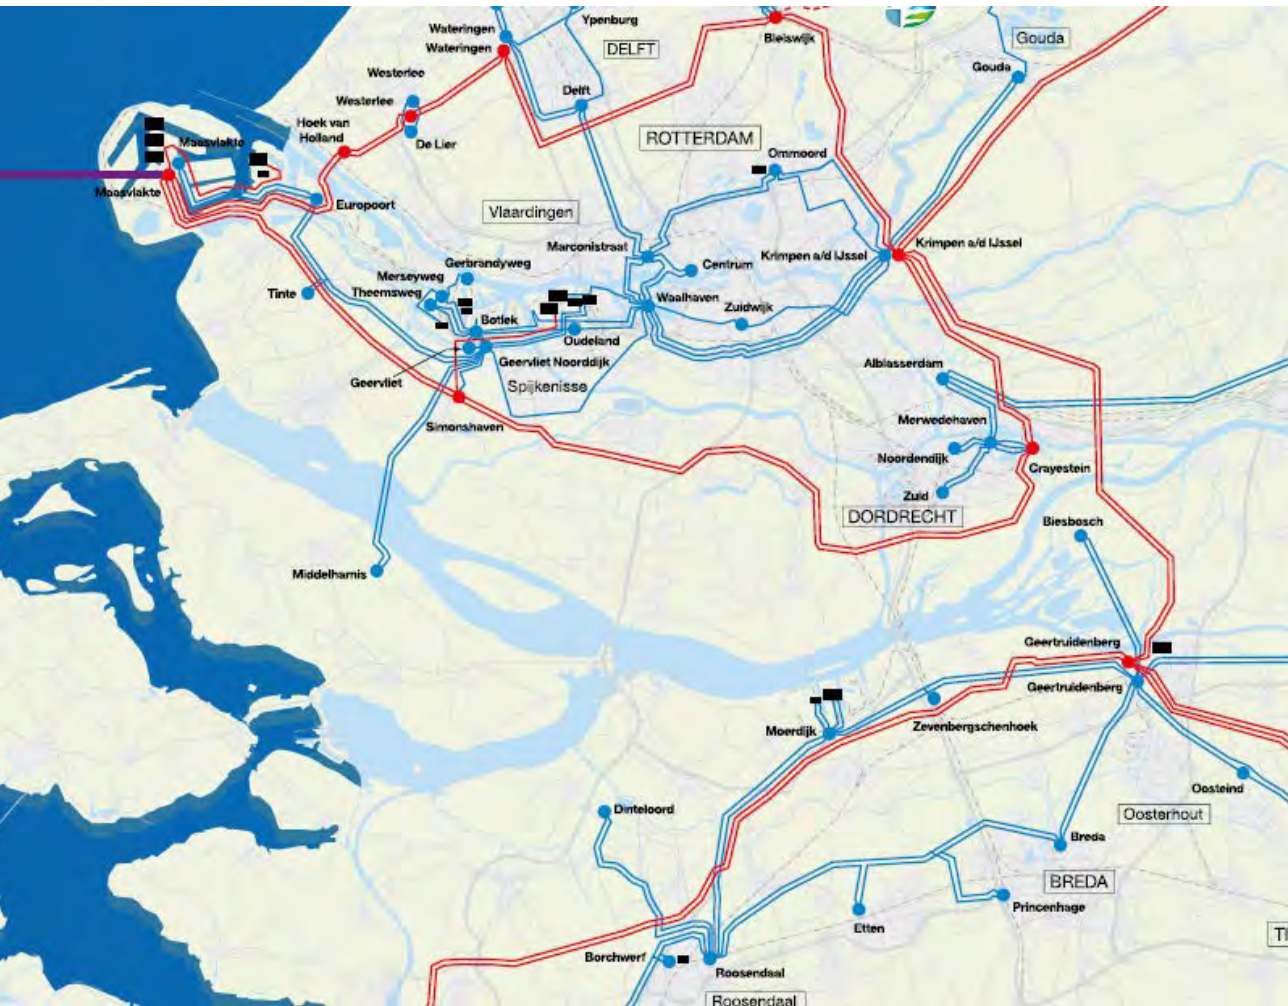 Ypenburg
Wateringen
DELFT
Wateringen
Bleiswijk
Gouda
Gouda
Westerlee
Westerlee
Delft
Hoek van
Holland
De Lier
ROTTERDAM
Maasvlakte
Ommoord
Maasvlakte
Europoort
Vlaardingen
Marconistraat
Krimpen a/d IJssel
Krimpen a/d IJssel
Gerbrandyweg
Centrum
Merseyweg
Tinte
Theemsweg
Waalhaven
Zuidwijk
Botlek
Oudeland
Geervliet Noorddijk
Alblasserdam
Geervliet
Spijkenisse
Simonshaven
Merwedehaven
Noordendijk
Crayestein
Zuid
DORDRECHT
Biesbosch
Middelharnis
Geertruidenberg
Geertruidenberg
Moerdijk
Zevenbergschenhoek
Oosteind
Dinteloord
Oosterhout
Breda
BREDA
Princenhage
Etten
TI
Borchwerf
Roosendaal
Roosendaal